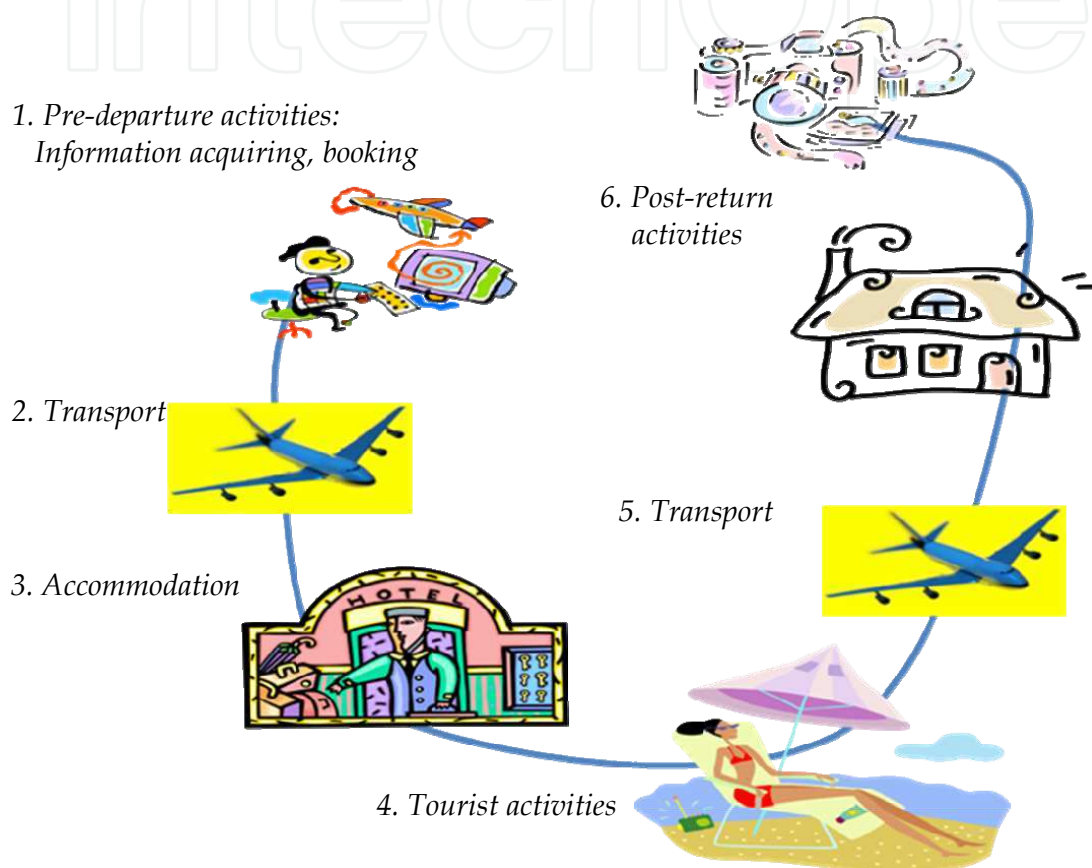 IntechOpe
1. Pre-departure activities:
Information acquiring, booking
6. Post-return
activities
2. Transport
5. Transport
3. Accommodation
HOTEL
4. Tourist activities